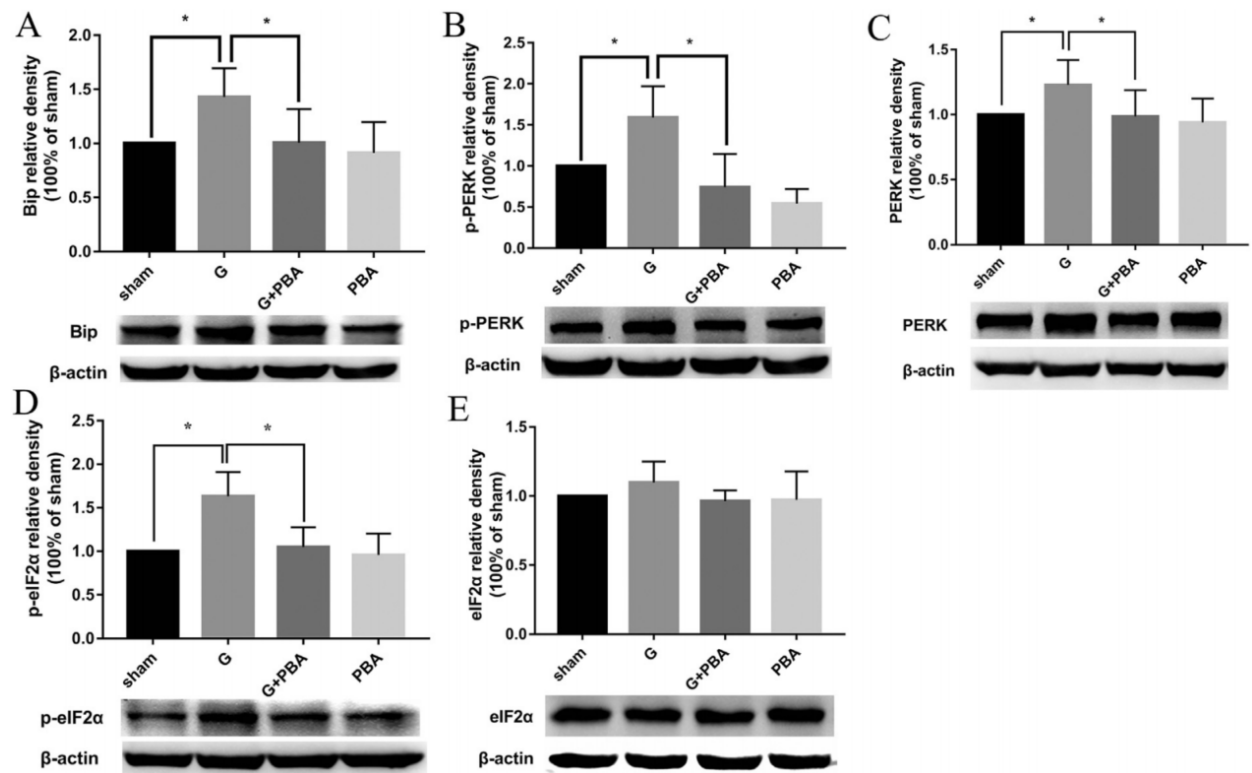 A
Bip relative density
(100% of sham)
2.0
1.5
1.0
0.5
0.0
*
*
sham
G
G+PBA
PBA
Bip
β-actin
B
p-PERK relative density
(100% of sham)
2.5
2.0
1.5
1.0
0.5
0.0
*
*
sham
G
G+PBA
PBA
p-PERK
β-actin
C
PERK relative density
(100% of sham)
1.5
1.0
0.5
0.0
*
*
sham
G
G+PBA
PBA
PERK
β-actin
D
p-eIF2α relative density
(100% of sham)
2.5
2.0
1.5
1.0
0.5
0.0
*
*
sham
G
G+PBA
PBA
p-eIF2α
β-actin
E
eIF2α relative density
(100% of sham)
1.5
1.0
0.5
0.0
sham
G
G+PBA
PBA
eIF2α
β-actin